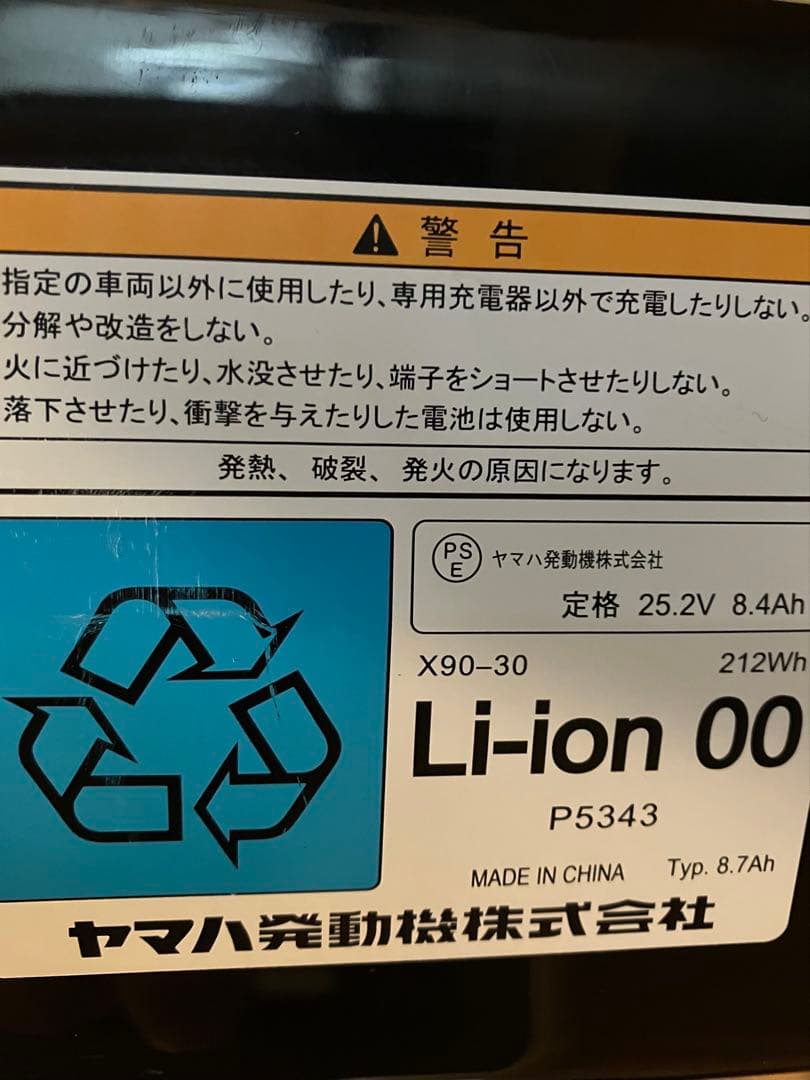 警告
指定の車両以外に使用したり、専用充電器以外で充電したりしない。
分解や改造をしない。
火に近づけたり、水没させたり、端子をショートさせたりしない。
落下させたり、衝撃を与えたりした電池は使用しない。
発熱、破裂、発火の原因になります。
PS
E
ヤマハ発動機株式会社
定格 25.2V 8.4Ah
X90-30 212Wh
Li-ion 00
P5343
MADE IN CHINA Typ. 8.7Ah
ヤマハ発動機株式会社